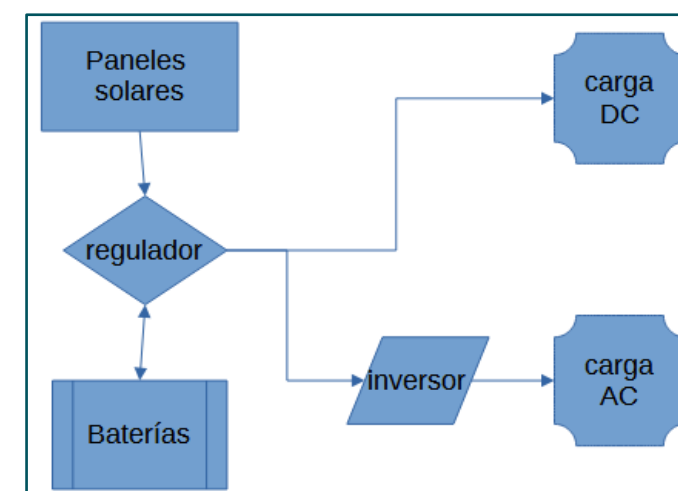 Paneles
solares
carga
DC
regulador
inversor
carga
AC
Baterías